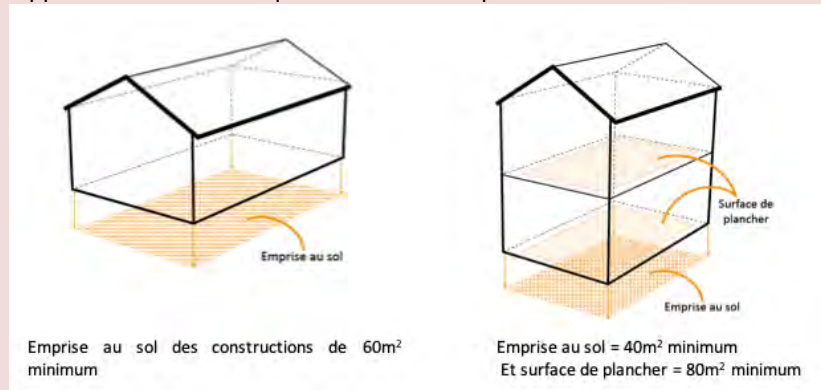 Emprise au sol
Surface de
plancher
Emprise au sol
Emprise au sol des constructions de 60m²
minimum
Emprise au sol = 40m² minimum
Et surface de plancher = 80m² minimum